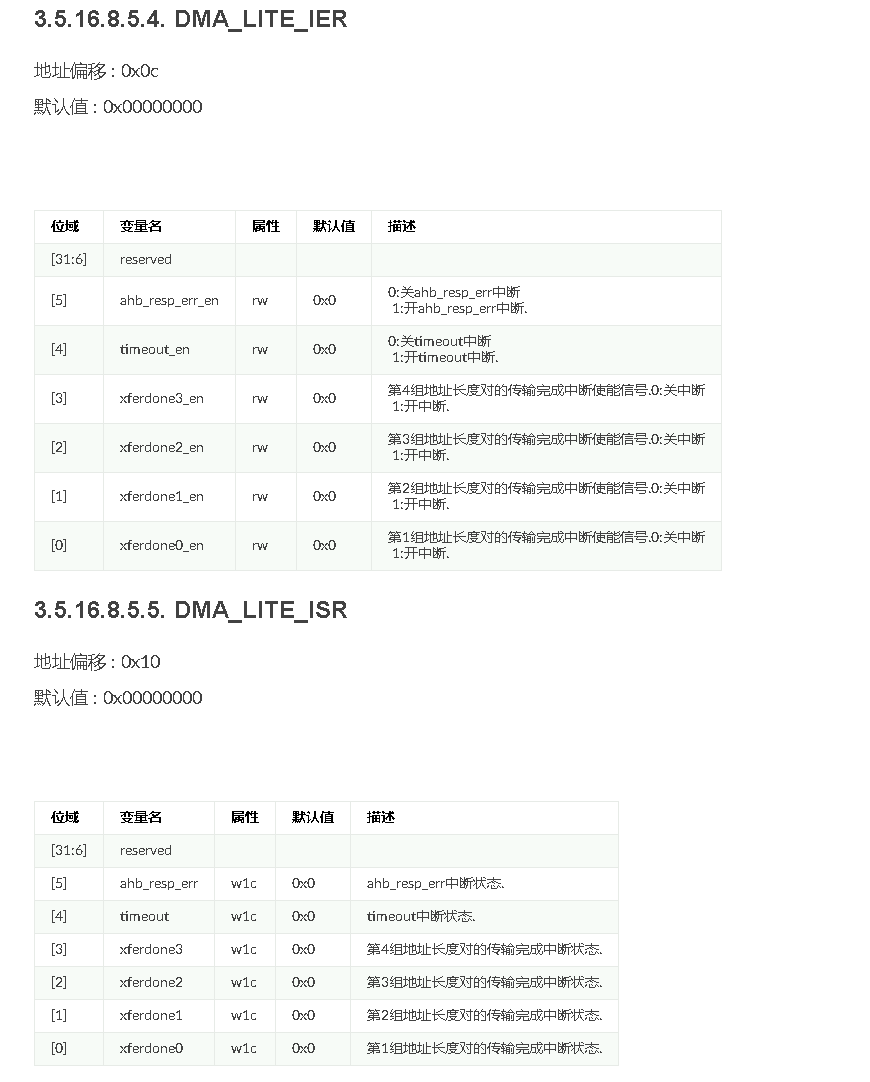 3.5.16.8.5.4. DMA_LITE_IER
地址偏移 : 0x0c
默认值 : 0x00000000
位域 变量名 属性 默认值 描述
[31:6] reserved
[5] ahb_resp_err_en rw 0x0 0:关ahb_resp_err中断
1:开ahb_resp_err中断.
[4] timeout_en rw 0x0 0:关timeout中断
1:开timeout中断.
[3] xferdone3_en rw 0x0 第4组地址长度对的传输完成中断使能信号.0:关中断
1:开中断.
[2] xferdone2_en rw 0x0 第3组地址长度对的传输完成中断使能信号.0:关中断
1:开中断.
[1] xferdone1_en rw 0x0 第2组地址长度对的传输完成中断使能信号.0:关中断
1:开中断.
[0] xferdone0_en rw 0x0 第1组地址长度对的传输完成中断使能信号.0:关中断
1:开中断.
3.5.16.8.5.5. DMA_LITE_ISR
地址偏移 : 0x10
默认值 : 0x00000000
位域 变量名 属性 默认值 描述
[31:6] reserved
[5] ahb_resp_err w1c 0x0 ahb_resp_err中断状态.
[4] timeout w1c 0x0 timeout中断状态.
[3] xferdone3 w1c 0x0 第4组地址长度对的传输完成中断状态.
[2] xferdone2 w1c 0x0 第3组地址长度对的传输完成中断状态.
[1] xferdone1 w1c 0x0 第2组地址长度对的传输完成中断状态.
[0] xferdone0 w1c 0x0 第1组地址长度对的传输完成中断状态.